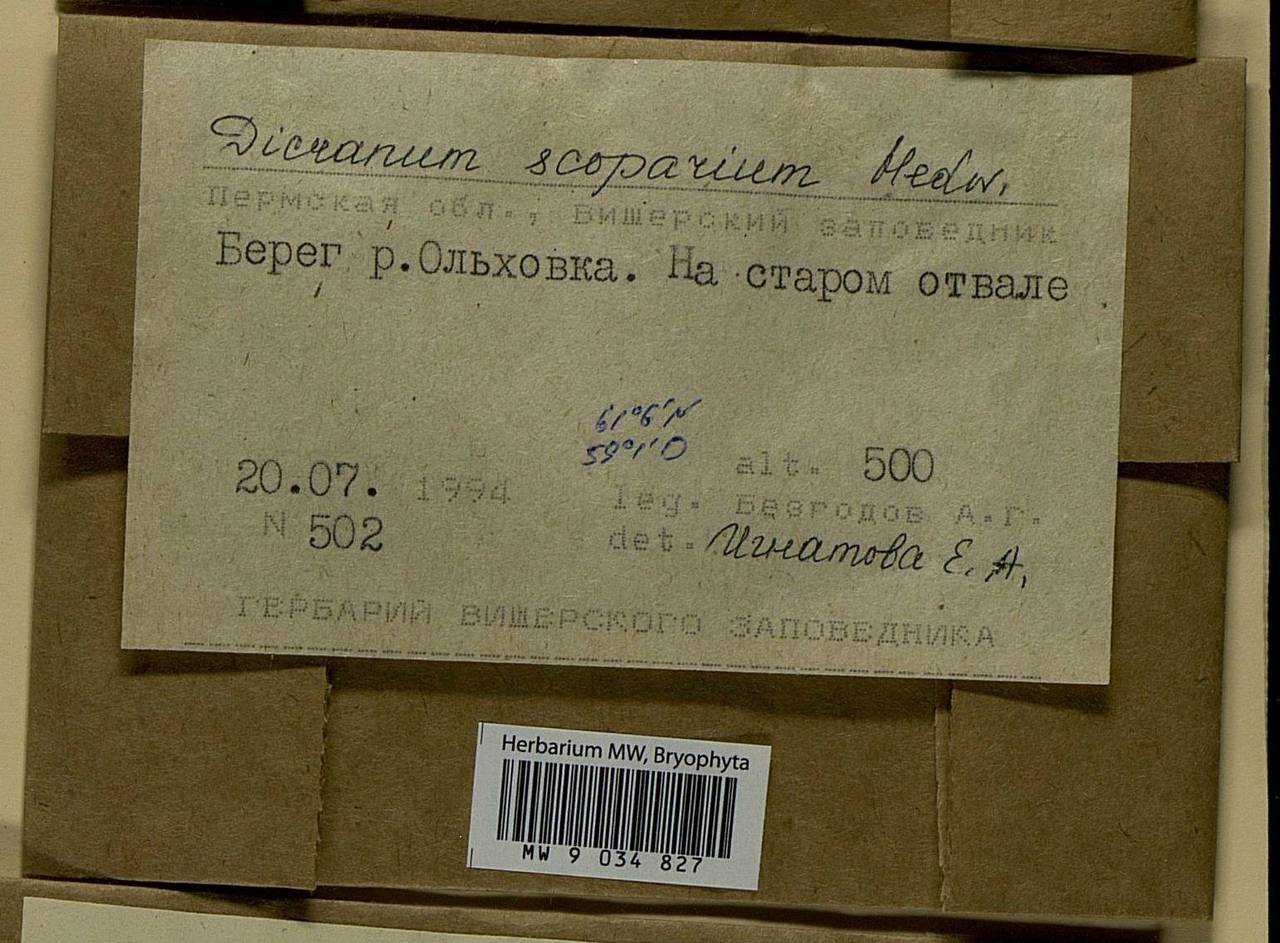 Dicranum scoparium Hedw.
Пермская обл., Вишерский заповедник
Берег р.Ольховка. На старом отвале
61°6'N
59°1'O
alt. 500
20.07. 1994
leg. Безгодов А.Г.
N 502
det. Игнатова Е.А.
ГЕРБАРИЙ ВИШЕРСКОГО ЗАПОВЕДНИКА
Herbarium MW, Bryophyta
MW 9 034 827